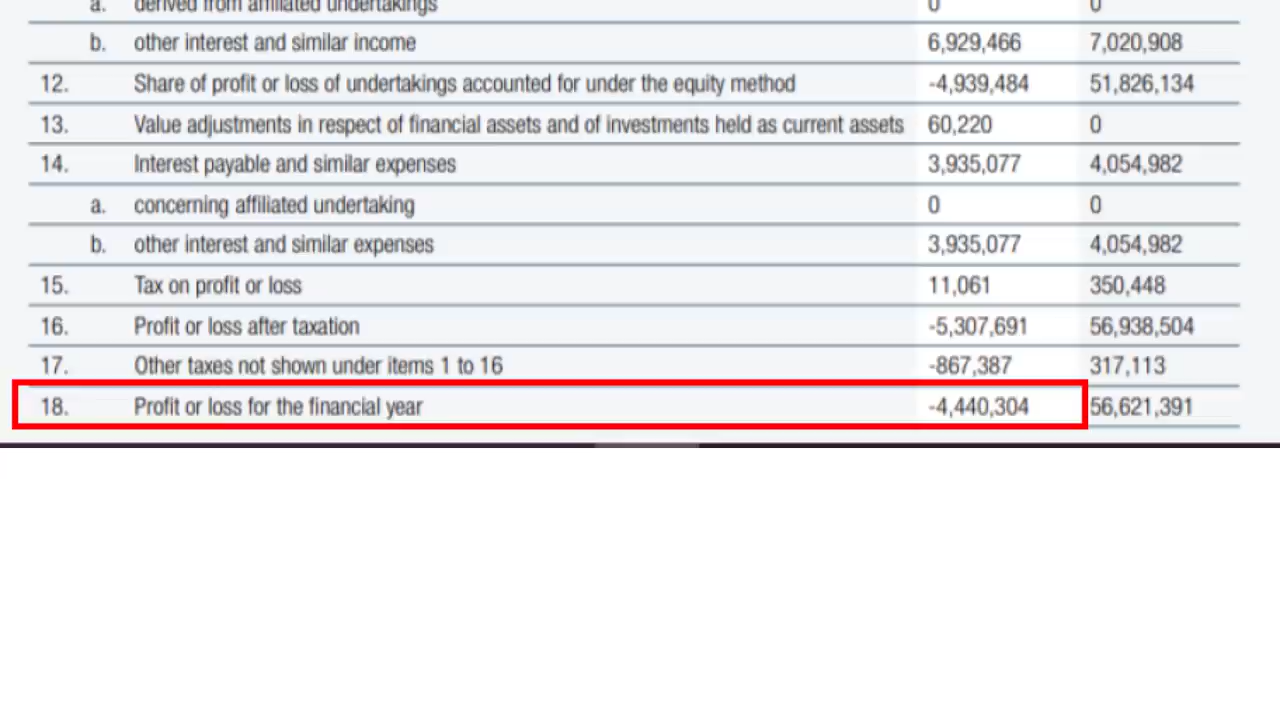 a. derived from affiliated undertakings 0 0
b. other interest and similar income 6,929,466 7,020,908
12. Share of profit or loss of undertakings accounted for under the equity method -4,939,484 51,826,134
13. Value adjustments in respect of financial assets and of investments held as current assets 60,220 0
14. Interest payable and similar expenses 3,935,077 4,054,982
a. concerning affiliated undertaking 0 0
b. other interest and similar expenses 3,935,077 4,054,982
15. Tax on profit or loss 11,061 350,448
16. Profit or loss after taxation -5,307,691 56,938,504
17. Other taxes not shown under items 1 to 16 -867,387 317,113
18. Profit or loss for the financial year -4,440,304 56,621,391